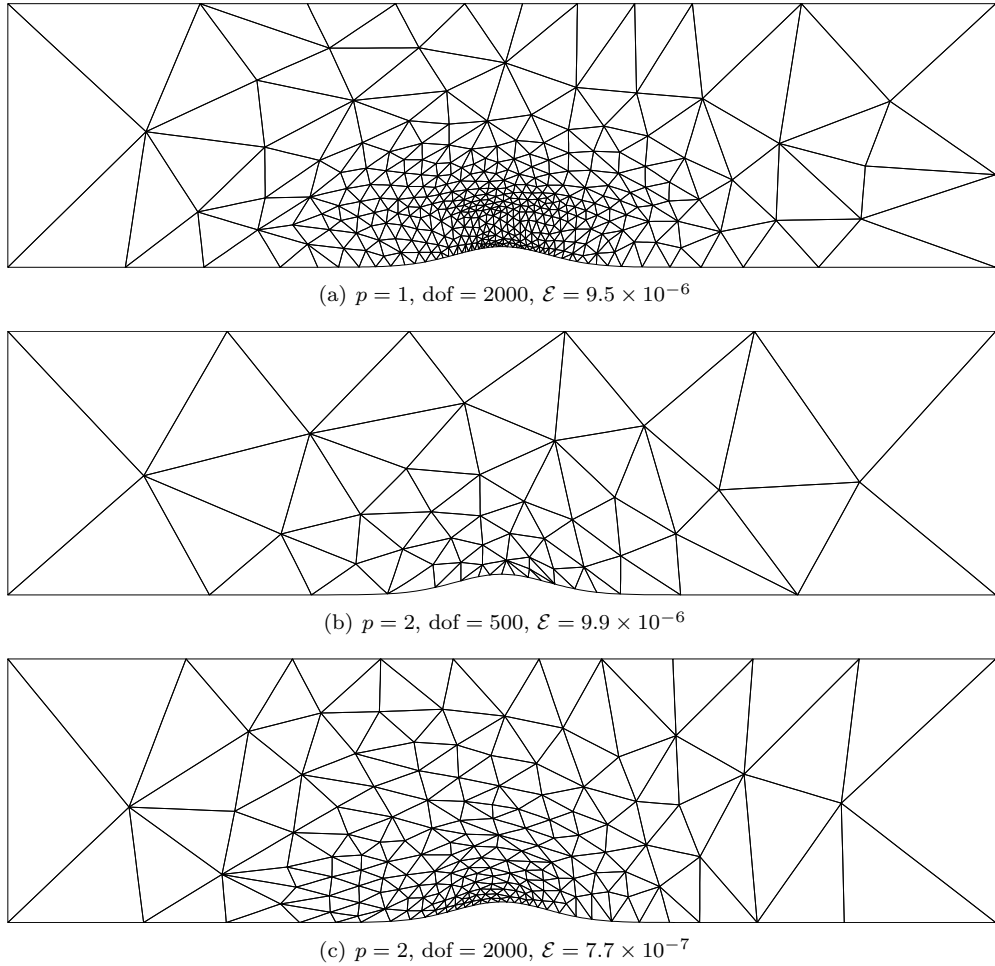 (a) p = 1, dof = 2000, ℰ = 9.5 × 10⁻⁶
(b) p = 2, dof = 500, ℰ = 9.9 × 10⁻⁶
(c) p = 2, dof = 2000, ℰ = 7.7 × 10⁻⁷